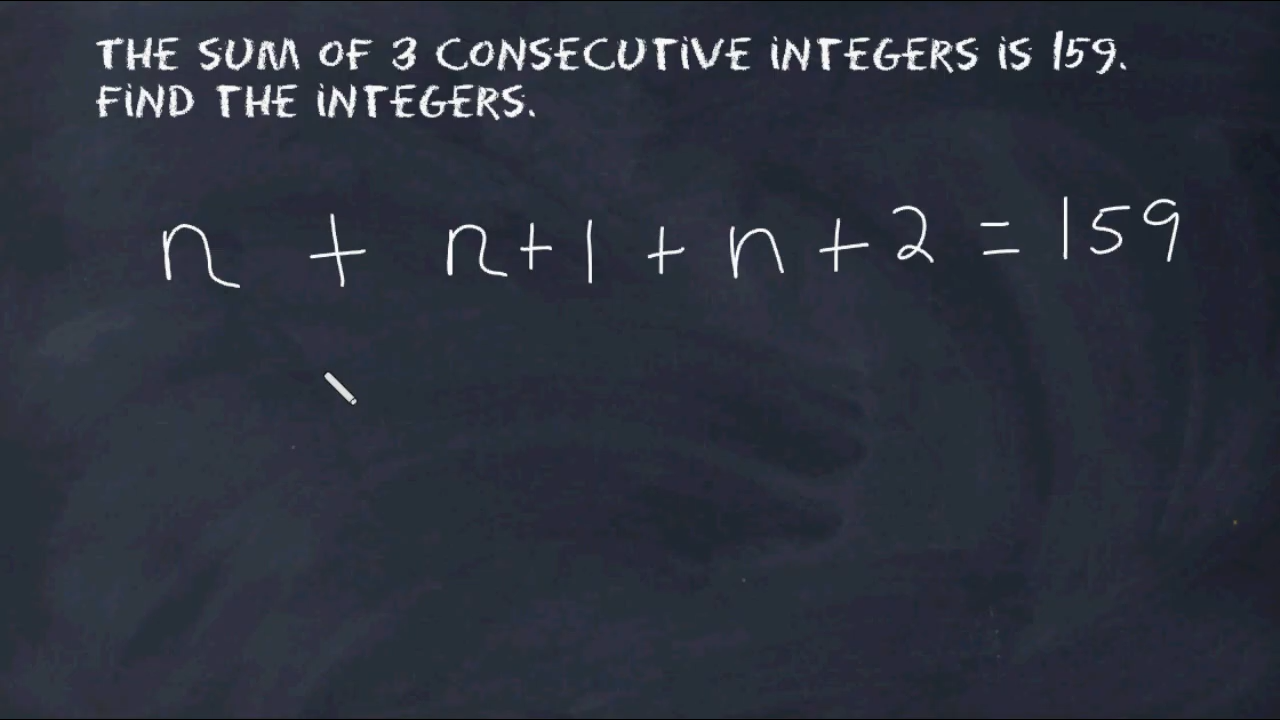 THE SUM OF 3 CONSECUTIVE INTEGERS IS 159.
FIND THE INTEGERS.
n + n+1 + n + 2 = 159